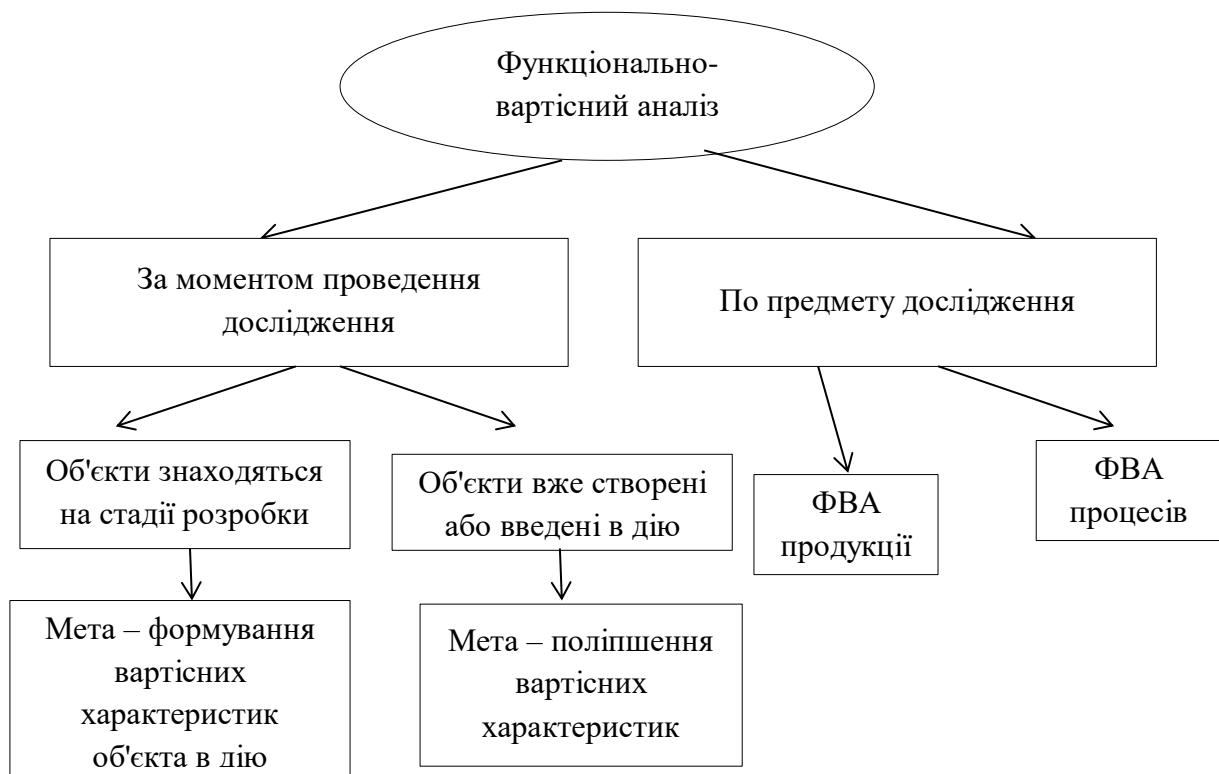 Функціонально-
вартісний аналіз
За моментом проведення
дослідження
По предмету дослідження
Об'єкти знаходяться
на стадії розробки
Об'єкти вже створені
або введені в дію
ФВА
продукції
ФВА
процесів
Мета – формування
вартісних
характеристик
об'єкта в дію
Мета – поліпшення
вартісних
характеристик